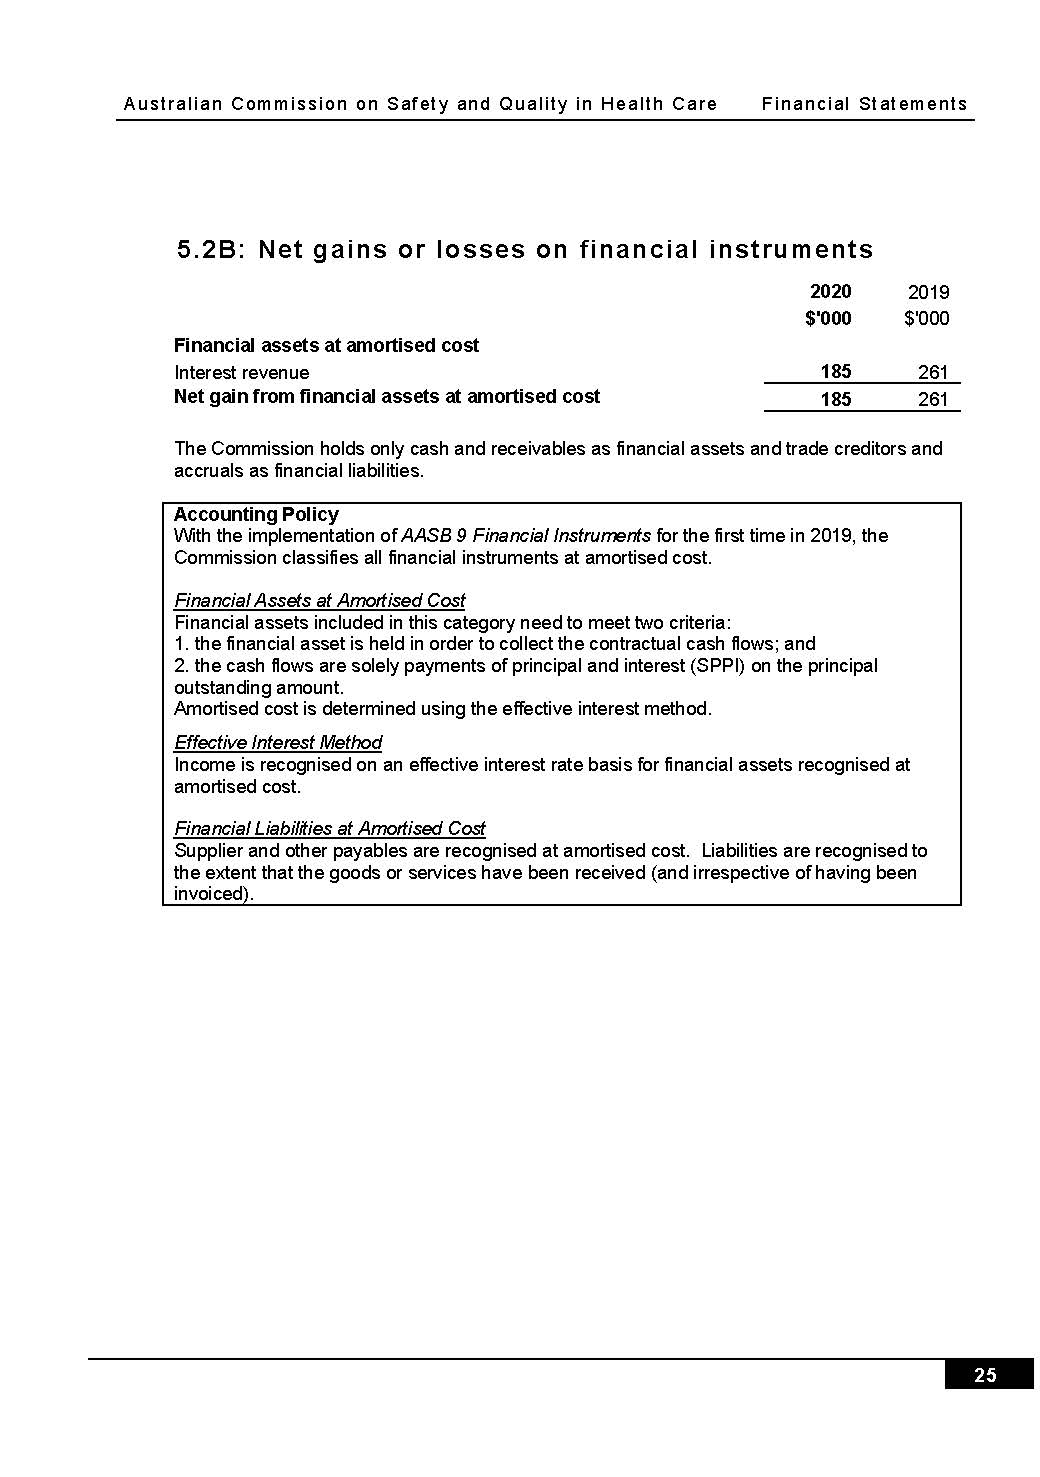 Australian Commission on Safety and Quality in Health Care Financial Statements
5.2B: Net gains or losses on financial instruments
2020 2019
$'000 $'000
Financial assets at amortised cost
Interest revenue 185 261
Net gain from financial assets at amortised cost 185 261
The Commission holds only cash and receivables as financial assets and trade creditors and
accruals as financial liabilities.
Accounting Policy
With the implementation of AASB 9 Financial Instruments for the first time in 2019, the
Commission classifies all financial instruments at amortised cost.
Financial Assets at Amortised Cost
Financial assets included in this category need to meet two criteria:
1. the financial asset is held in order to collect the contractual cash flows; and
2. the cash flows are solely payments of principal and interest (SPPI) on the principal
outstanding amount.
Amortised cost is determined using the effective interest method.
Effective Interest Method
Income is recognised on an effective interest rate basis for financial assets recognised at
amortised cost.
Financial Liabilities at Amortised Cost
Supplier and other payables are recognised at amortised cost.  Liabilities are recognised to
the extent that the goods or services have been received (and irrespective of having been
invoiced).
25